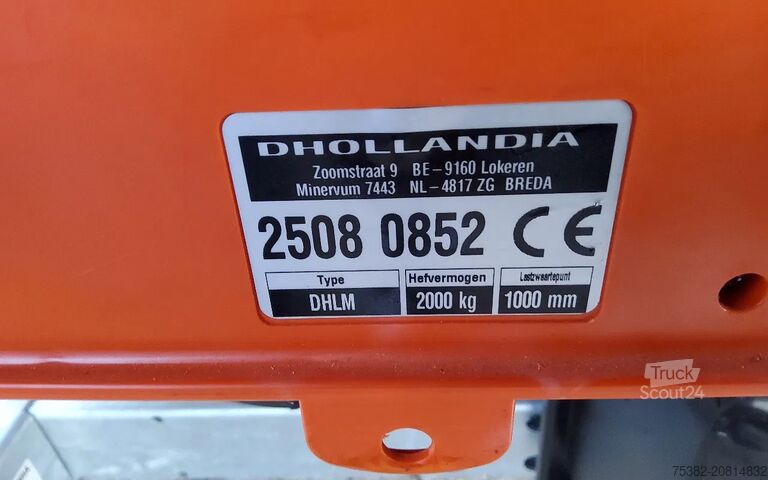 DHOLLANDIA
Zoomstraat 9 BE-9160 Lokeren
Minervum 7443 NL-4817 ZG BREDA
2508 0852 CE
Type Hefvermogen Lastzwaartepunt
DHLM 2000 kg 1000 mm
Truck
Scout24
75382-20814832